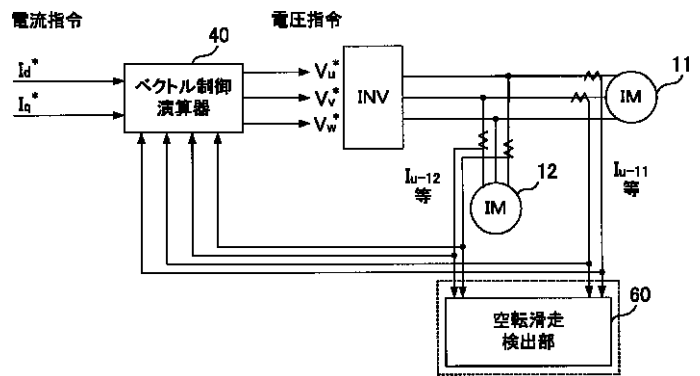 電流指令
電圧指令
40
Id*
Iq*
ベクトル制御
演算器
Vu*
Vv*
Vw*
INV
IM
11
Iu-12
等
12
IM
Iu-11
等
60
空転滑走
検出部